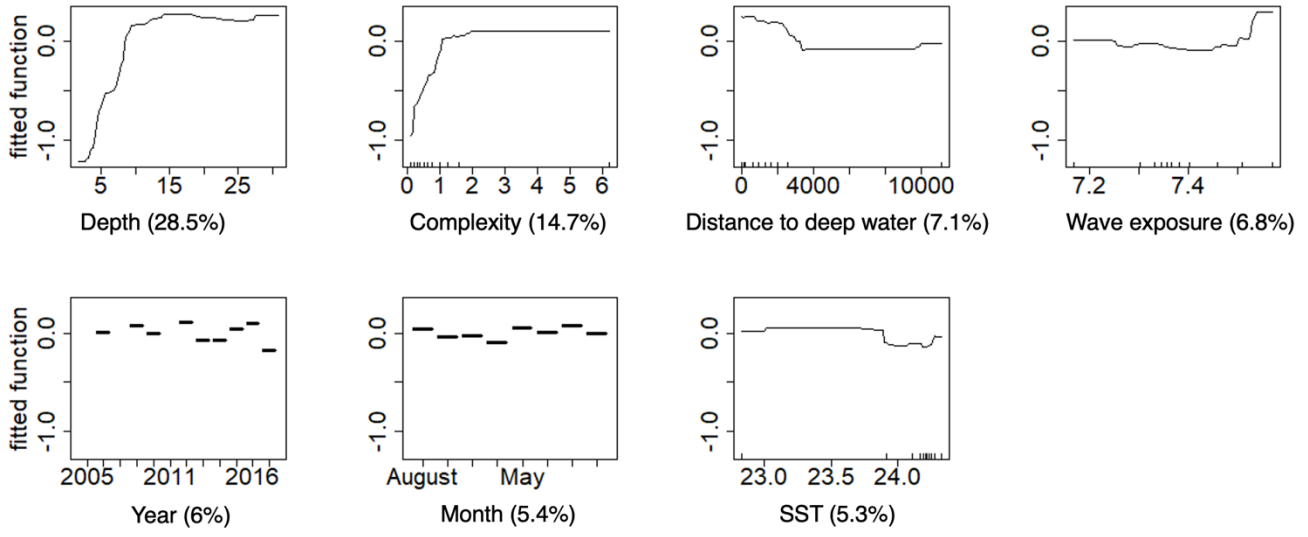 fitted function
0.0
-1.0
5 15 25
Depth (28.5%)
0.0
-1.0
0 1 2 3 4 5 6
Complexity (14.7%)
0.0
-1.0
0 4000 10000
Distance to deep water (7.1%)
0.0
-1.0
7.2 7.4
Wave exposure (6.8%)
fitted function
0.0
-1.0
2005 2011 2016
Year (6%)
0.0
-1.0
August May
Month (5.4%)
0.0
-1.0
23.0 23.5 24.0
SST (5.3%)